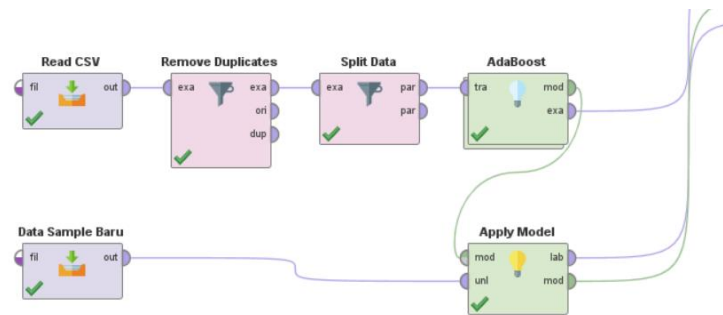 Read CSV
fil out
Remove Duplicates
exa exa
ori
dup
Split Data
exa par
par
AdaBoost
tra mod
exa
Data Sample Baru
fil out
Apply Model
mod lab
unl mod